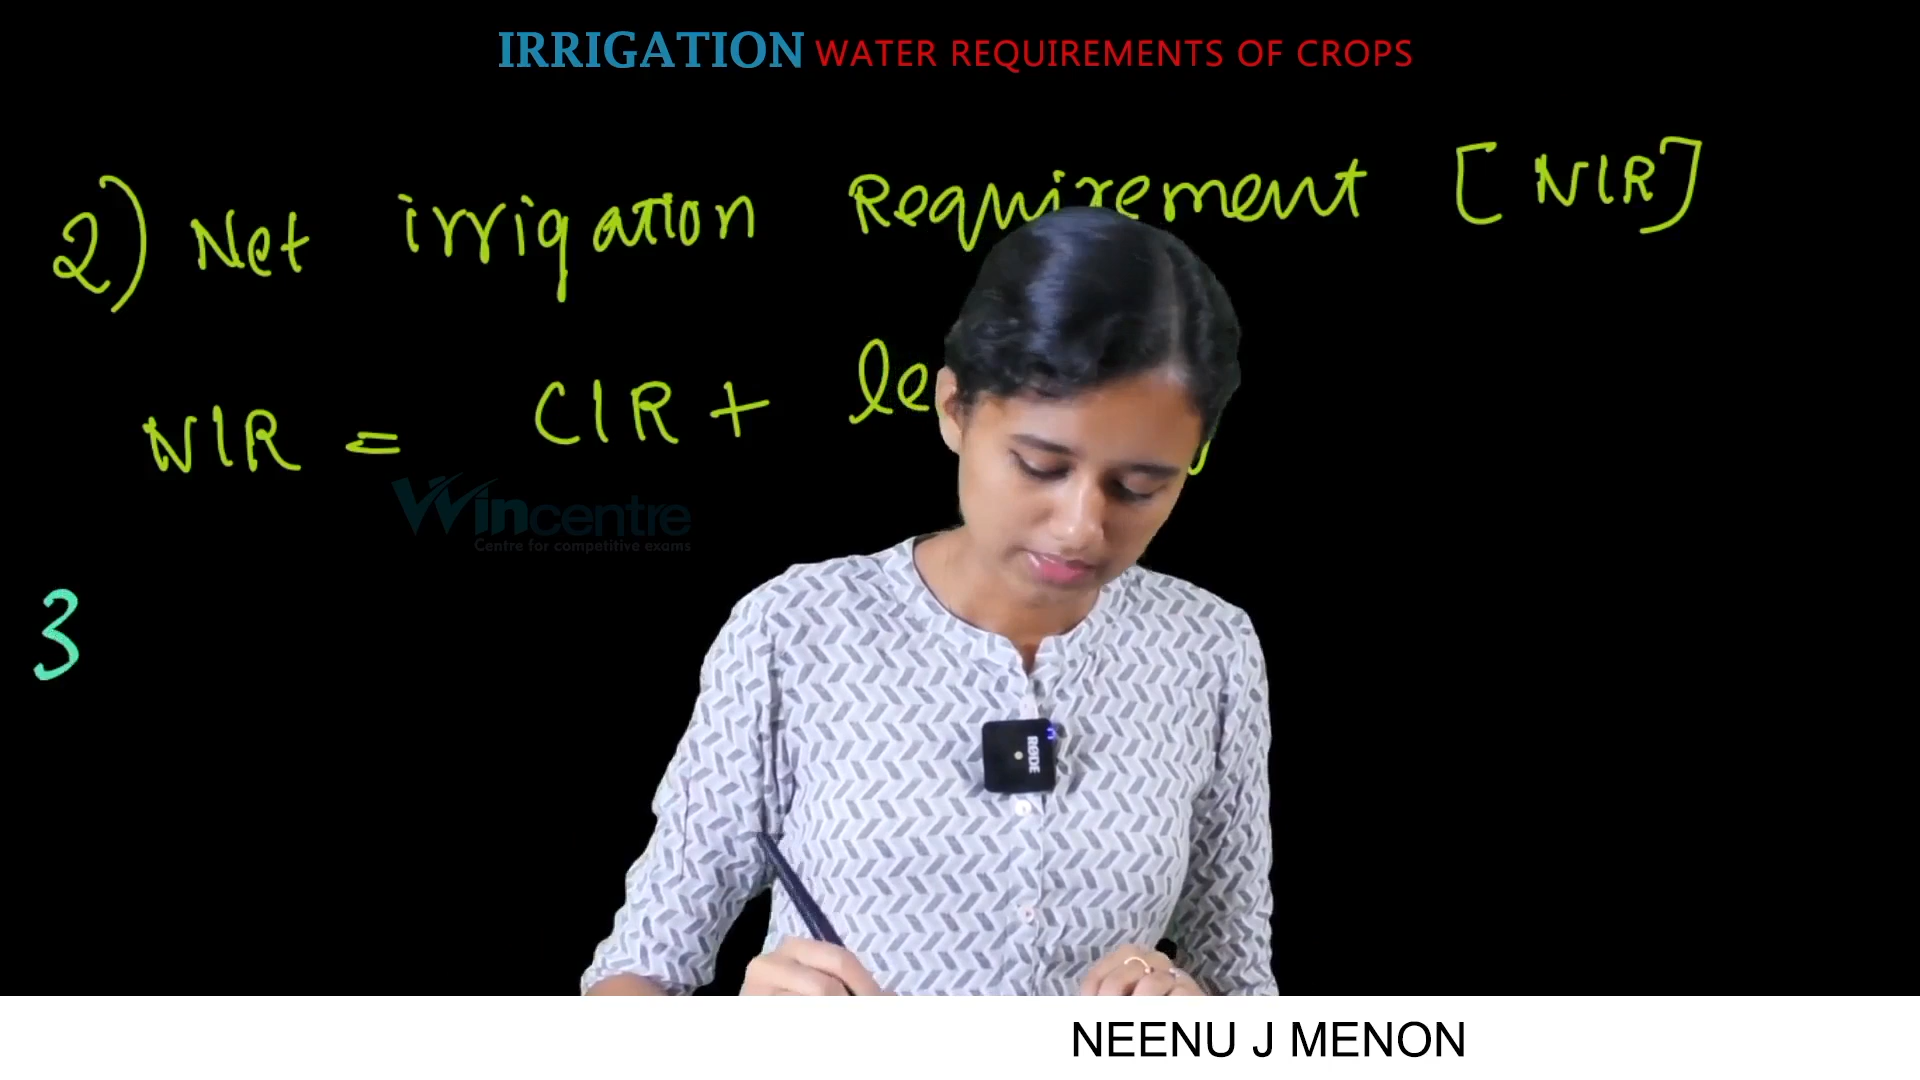 IRRIGATION WATER REQUIREMENTS OF CROPS
2) Net irrigation Requirement [NIR]
NIR = CIR +
Wincentre
Centre for competitive exams
3
RØDE
NEENU J MENON